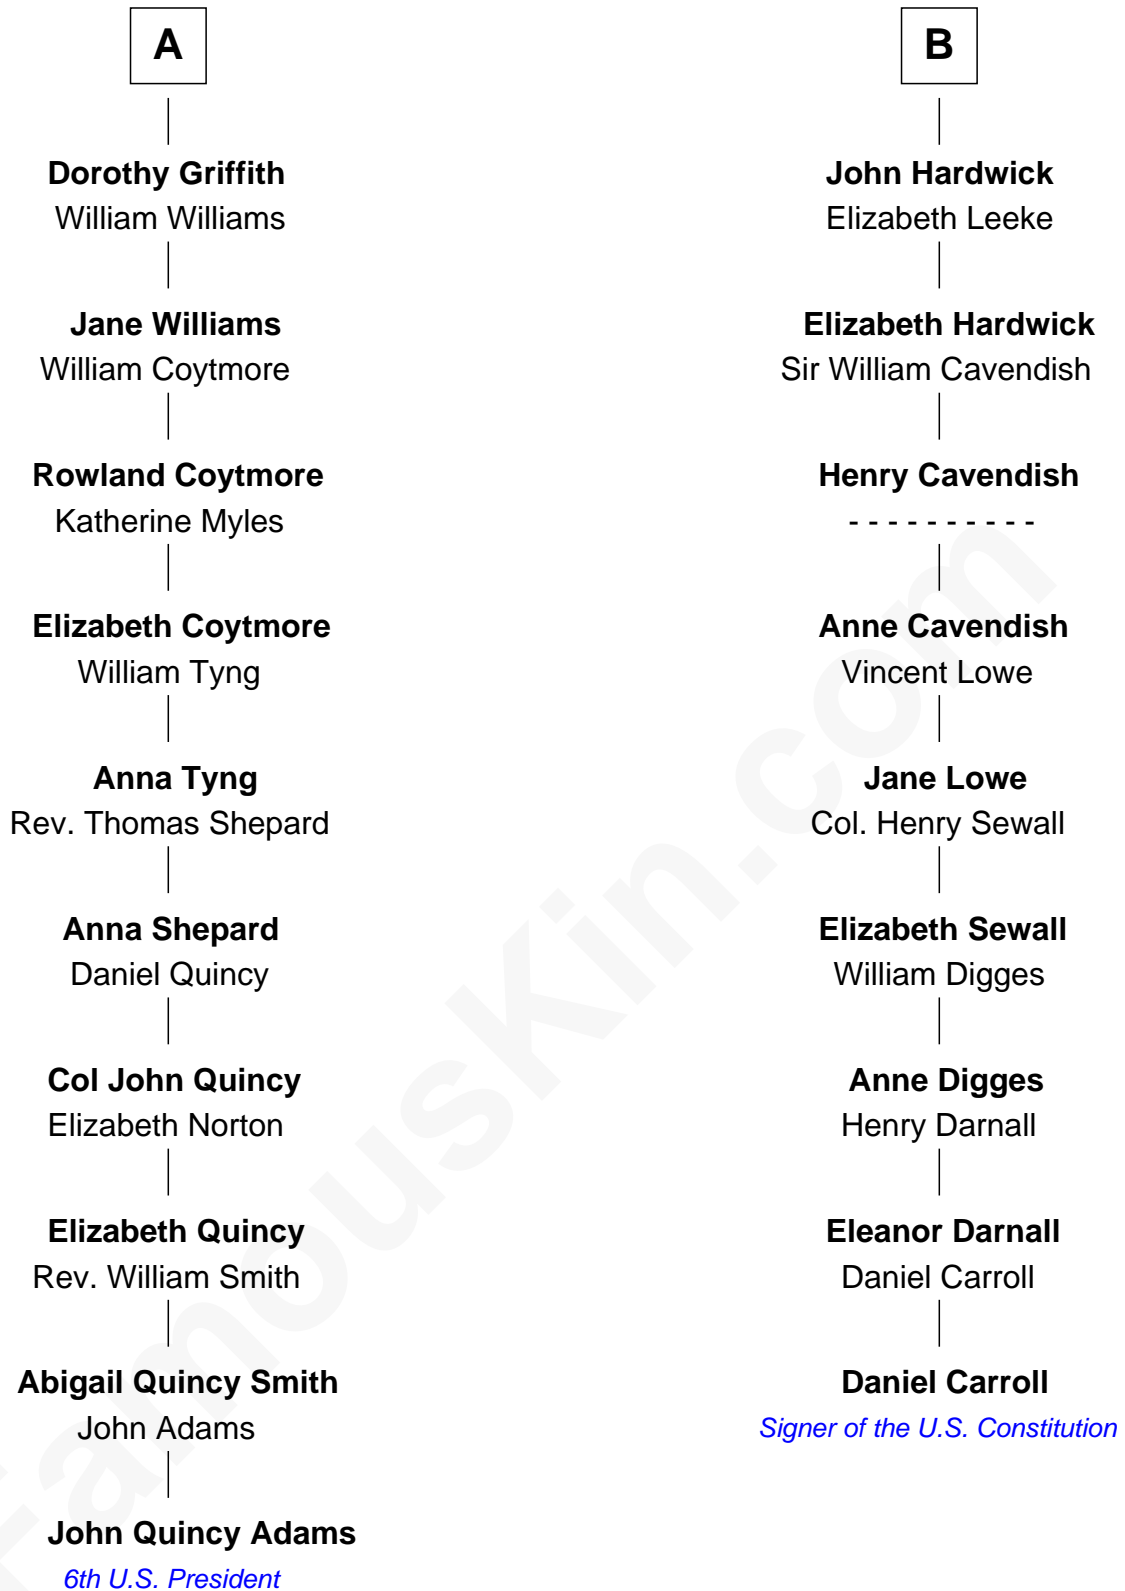 A
Dorothy Griffith
William Williams
Jane Williams
William Coytmore
Rowland Coytmore
Katherine Myles
Elizabeth Coytmore
William Tyng
Anna Tyng
Rev. Thomas Shepard
Anna Shepard
Daniel Quincy
Col John Quincy
Elizabeth Norton
Elizabeth Quincy
Rev. William Smith
Abigail Quincy Smith
John Adams
John Quincy Adams
6th U.S. President
B
John Hardwick
Elizabeth Leeke
Elizabeth Hardwick
Sir William Cavendish
Henry Cavendish
- - - - - - - - - -
Anne Cavendish
Vincent Lowe
Jane Lowe
Col. Henry Sewall
Elizabeth Sewall
William Digges
Anne Digges
Henry Darnall
Eleanor Darnall
Daniel Carroll
Daniel Carroll
Signer of the U.S. Constitution
FamousKin.com